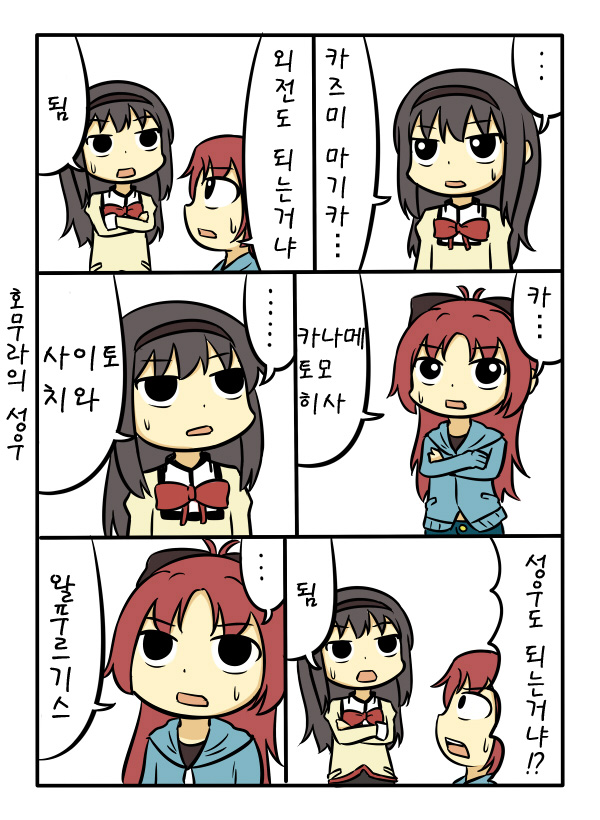 ...
카즈미 마기카...
외전도 되는거냐
됨
카...
카나메
토모
히사
......
사이토
치와
호무라의 성우
성우도 되는거냐!?
됨
...
왈푸르기스